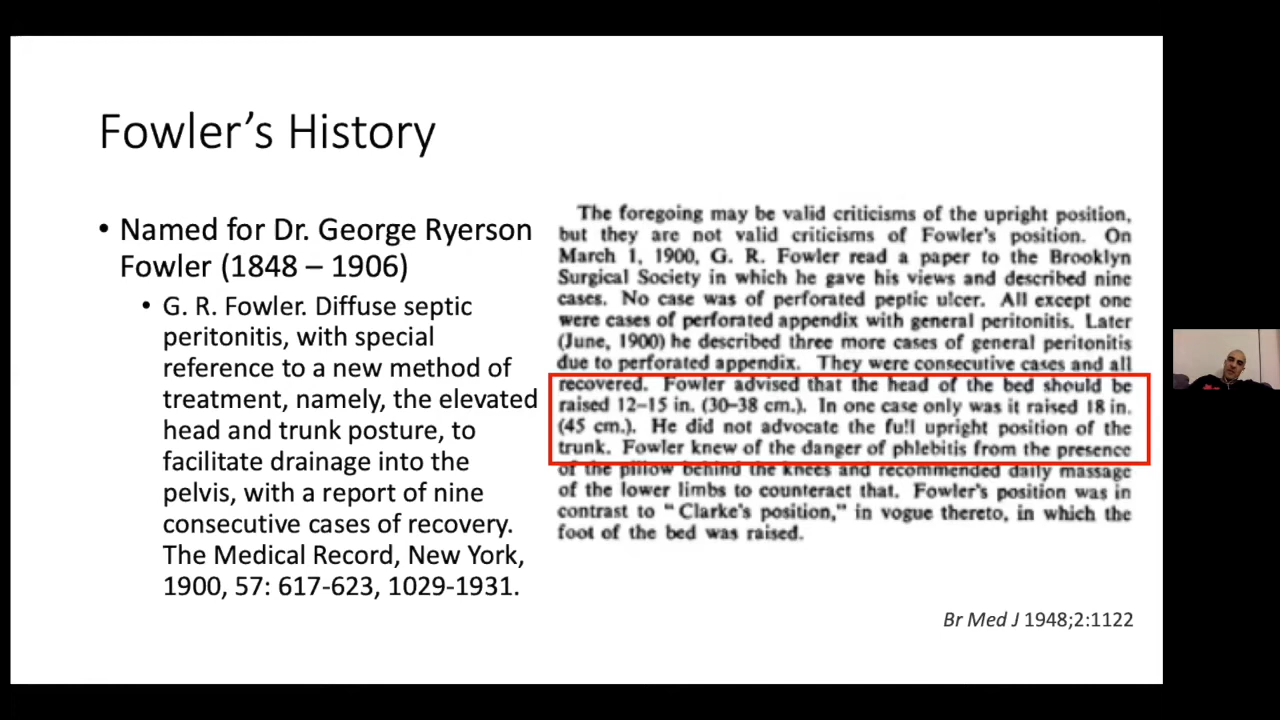 Fowler’s History
• Named for Dr. George Ryerson
Fowler (1848 – 1906)
• G. R. Fowler. Diffuse septic
peritonitis, with special
reference to a new method of
treatment, namely, the elevated
head and trunk posture, to
facilitate drainage into the
pelvis, with a report of nine
consecutive cases of recovery.
The Medical Record, New York,
1900, 57: 617-623, 1029-1931.
The foregoing may be valid criticisms of the upright position,
but they are not valid criticisms of Fowler's position. On
March 1, 1900, G. R. Fowler read a paper to the Brooklyn
Surgical Society in which he gave his views and described nine
cases. No case was of perforated peptic ulcer. All except one
were cases of perforated appendix with general peritonitis. Later
(June, 1900) he described three more cases of general peritonitis
due to perforated appendix. They were consecutive cases and all
recovered. Fowler advised that the head of the bed should be
raised 12–15 in. (30–38 cm.). In one case only was it raised 18 in.
(45 cm.). He did not advocate the full upright position of the
trunk. Fowler knew of the danger of phlebitis from the presence
of the pillow behind the knees and recommended daily massage
of the lower limbs to counteract that. Fowler's position was in
contrast to "Clarke's position," in vogue thereto, in which the
foot of the bed was raised.
Br Med J 1948;2:1122